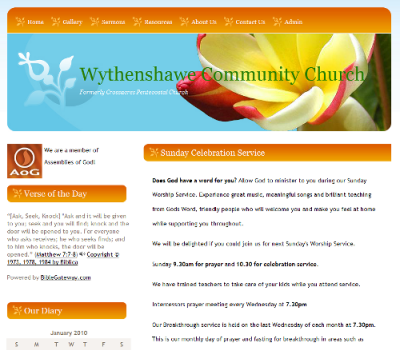 Home Gallery Sermons Resources About Us Contact Us Admin
Wythenshawe Community Church
Formerly Crossacres Pentecostal Church
AoG
We are a member of
Assemblies of God!
Verse of the Day
"[Ask, Seek, Knock] "Ask and it will be given
to you; seek and you will find; knock and the
door will be opened to you. For everyone
who asks receives; he who seeks finds; and
to him who knocks, the door will be
opened." (Matthew 7:7-8) Copyright ©
1973, 1978, 1984 by Biblica
Powered by BibleGateway.com
Our Diary
January 2010
S M T W T F S
Sunday Celebration Service
Does God have a word for you? Allow God to minister to you during our Sunday
Worship Service. Experience great music, meaningful songs and brilliant teaching
from Gods Word, friendly people who will welcome you and make you feel at home
while supporting you throughout.
We will be delighted if you could join us for next Sunday's Worship Service.
Sunday 9.30am for prayer and 10.30 for celebration service.
We have trained teachers to take care of your kids while you attend service.
Intercessors prayer meeting every Wednesday at 7.30pm
Our Breakthrough service is held on the last Wednesday of each month at 7.30pm.
This is our monthly day of prayer and fasting for breakthrough in areas such as